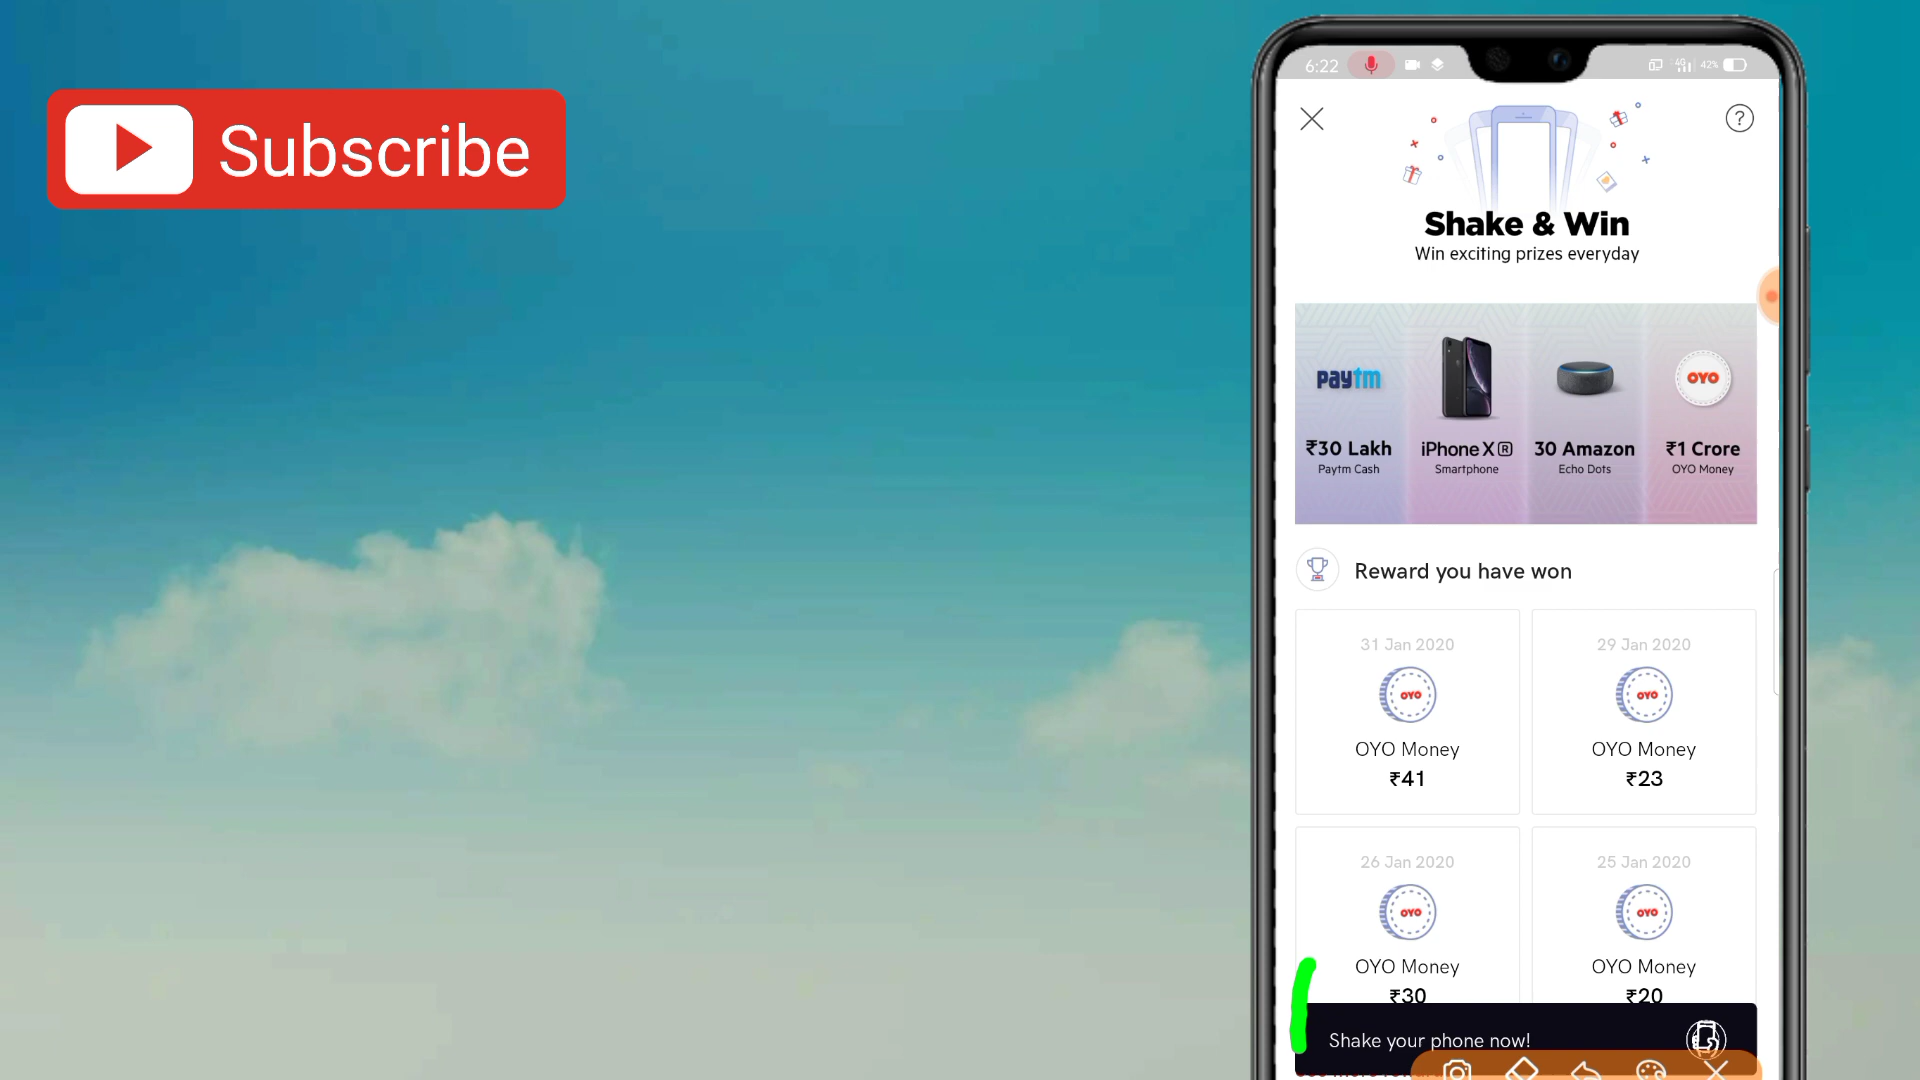 Subscribe
6:22
4G
42%
?
Shake & Win
Win exciting prizes everyday
paytm
OYO
₹30 Lakh
iPhone XR
30 Amazon
₹1 Crore
Paytm Cash
Smartphone
Echo Dots
OYO Money
Reward you have won
31 Jan 2020
29 Jan 2020
OYO
OYO
OYO Money
OYO Money
₹41
₹23
26 Jan 2020
25 Jan 2020
OYO
OYO
OYO Money
OYO Money
₹30
₹20
Shake your phone now!